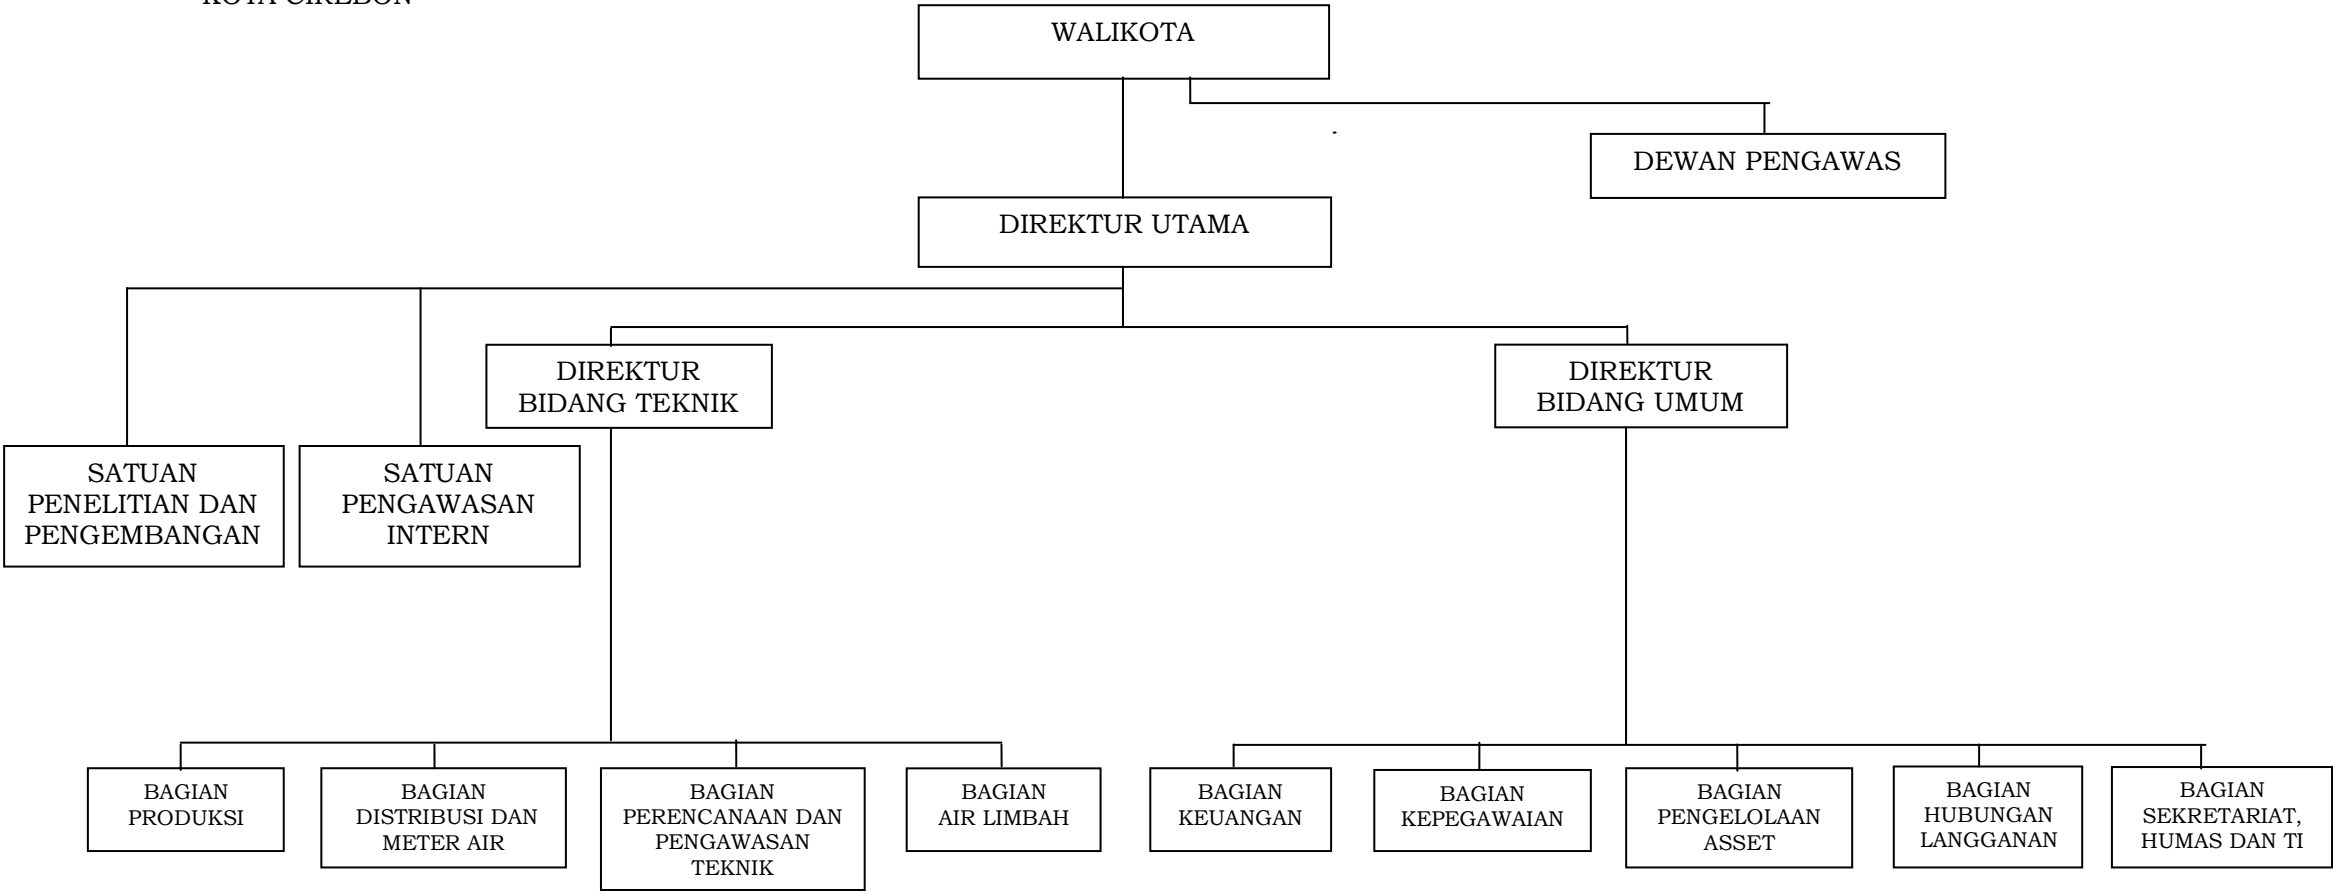 KOTA CIREBON
WALIKOTA
DEWAN PENGAWAS
DIREKTUR UTAMA
DIREKTUR
BIDANG TEKNIK
DIREKTUR
BIDANG UMUM
SATUAN
PENELITIAN DAN
PENGEMBANGAN
SATUAN
PENGAWASAN
INTERN
BAGIAN
PRODUKSI
BAGIAN
DISTRIBUSI DAN
METER AIR
BAGIAN
PERENCANAAN DAN
PENGAWASAN
TEKNIK
BAGIAN
AIR LIMBAH
BAGIAN
KEUANGAN
BAGIAN
KEPEGAWAIAN
BAGIAN
PENGELOLAAN
ASSET
BAGIAN
HUBUNGAN
LANGGANAN
BAGIAN
SEKRETARIAT,
HUMAS DAN TI